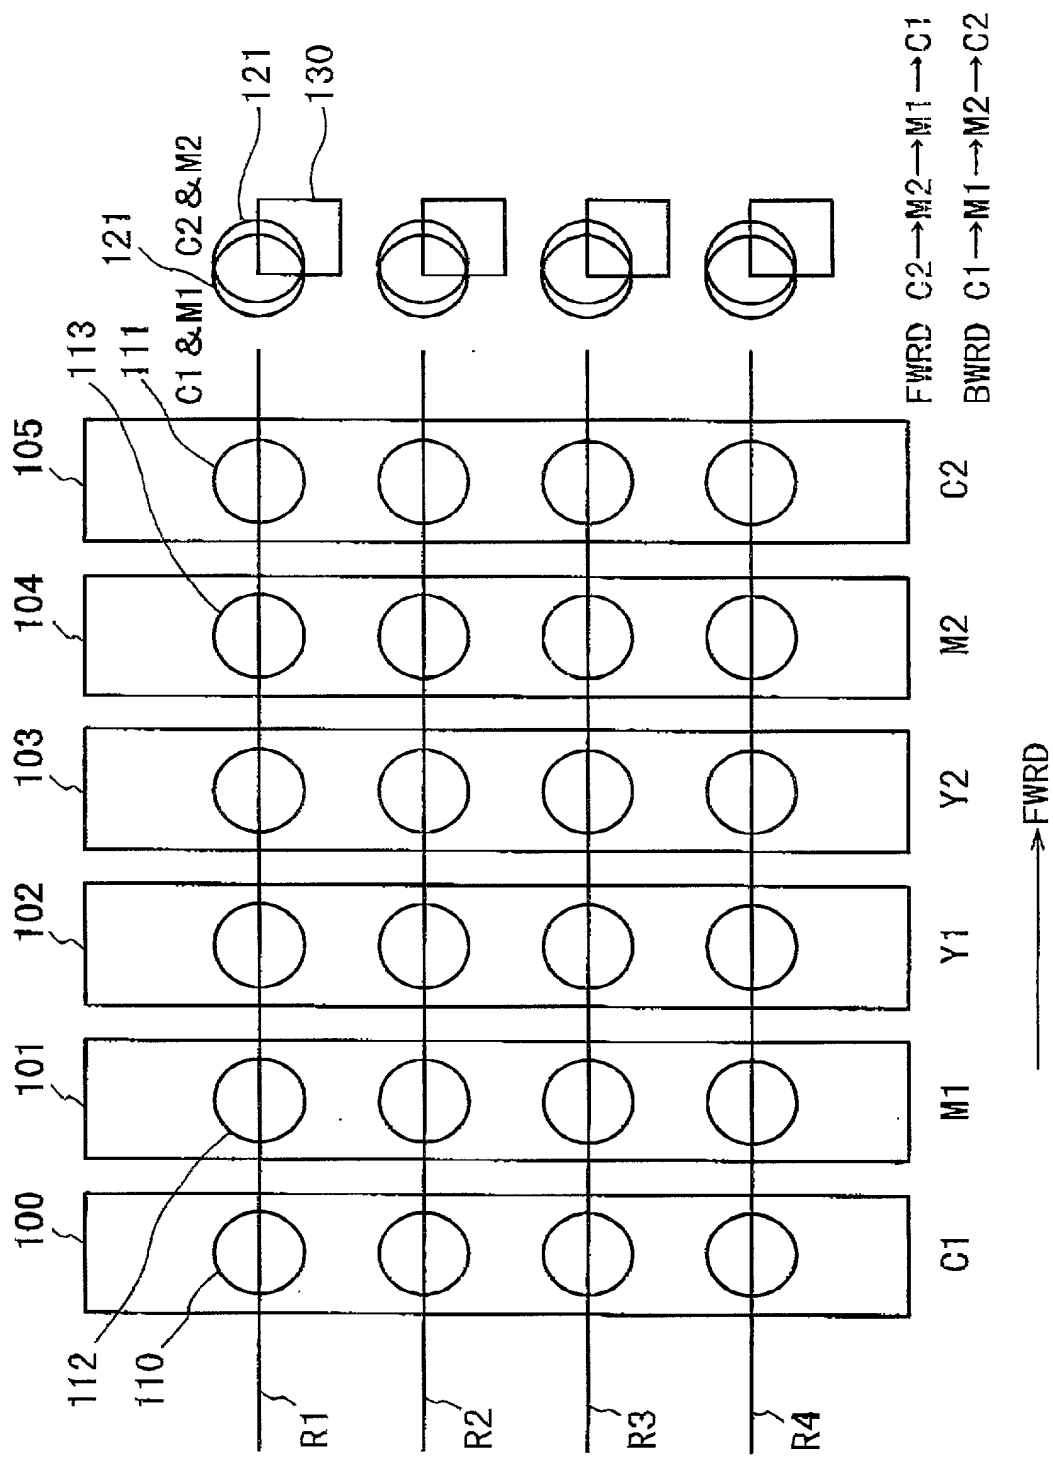 100
101
102
103
104
105
112
110
113
111
121
121
130
C1&M1 C2&M2
R1
R2
R3
R4
C1
M1
Y1
Y2
M2
C2
FWRD C2→M2→M1→C1
BWRD C1→M1→M2→C2
→FWRD